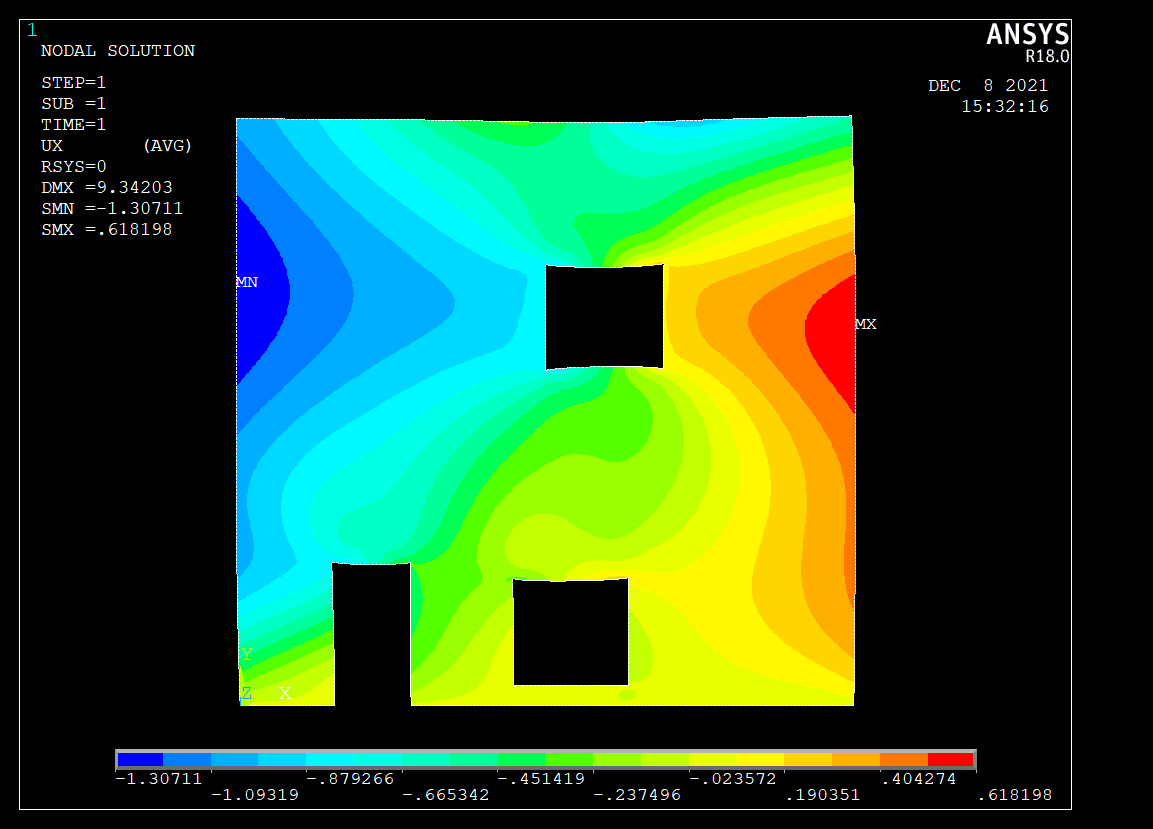 1
NODAL SOLUTION
STEP=1
SUB =1
TIME=1
UX (AVG)
RSYS=0
DMX =9.34203
SMN =-1.30711
SMX =.618198
ANSYS
R18.0
DEC 8 2021
15:32:16
MN
MX
Y
Z X
-1.30711 -.879266 -.451419 -.023572 .404274
-1.09319 -.665342 -.237496 .190351 .618198